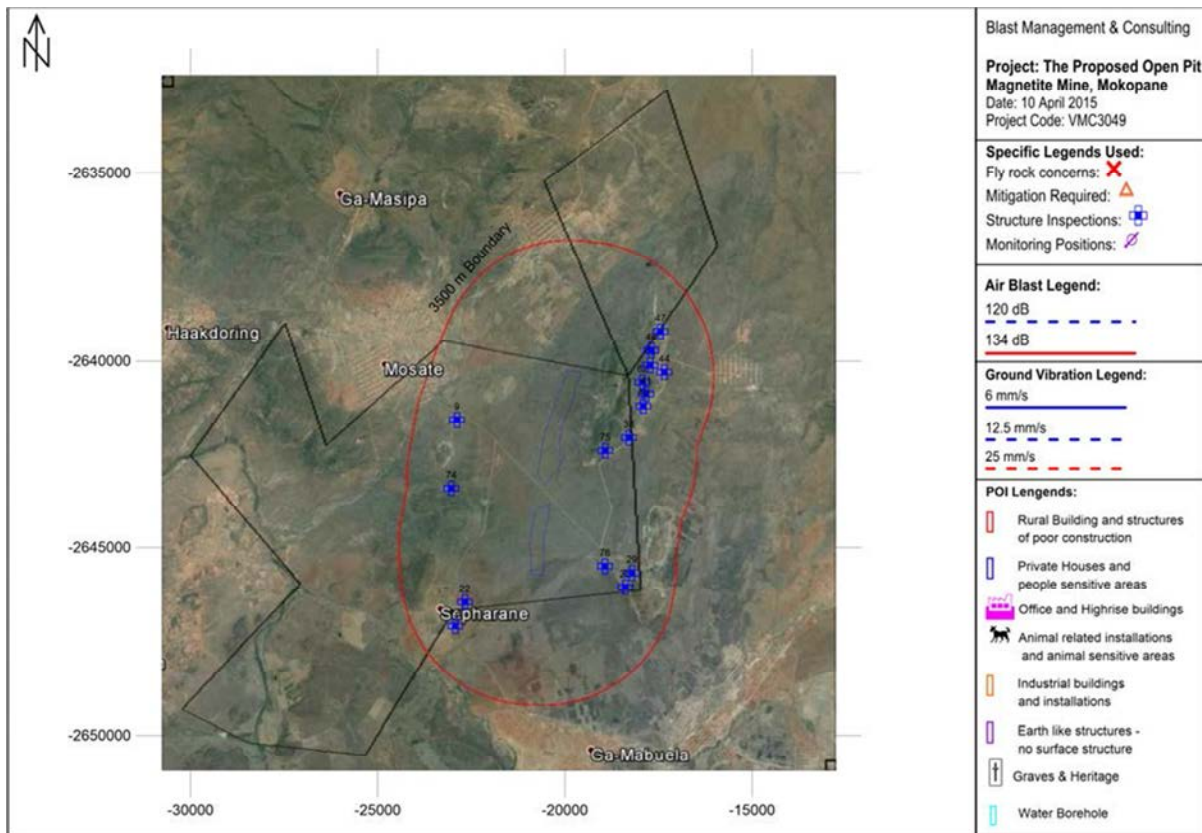 N
Blast Management & Consulting
Project: The Proposed Open Pit
Magnetite Mine, Mokopane
Date: 10 April 2015
Project Code: VMC3049
Specific Legends Used:
Fly rock concerns:
Mitigation Required:
Structure Inspections:
Monitoring Positions:
Air Blast Legend:
120 dB
134 dB
Ground Vibration Legend:
6 mm/s
12.5 mm/s
25 mm/s
POI Lengends:
Rural Building and structures
of poor construction
Private Houses and
people sensitive areas
Office and Highrise buildings
Animal related installations
and animal sensitive areas
Industrial buildings
and installations
Earth like structures -
no surface structure
Graves & Heritage
Water Borehole
-2635000
Ga-Masipa
3500 m Boundary
Haakdoring
47
-2640000
Mosate
44
9
75
74
-2645000
78
29
22
Sepharane
-2650000
Ga-Mabuela
-30000
-25000
-20000
-15000